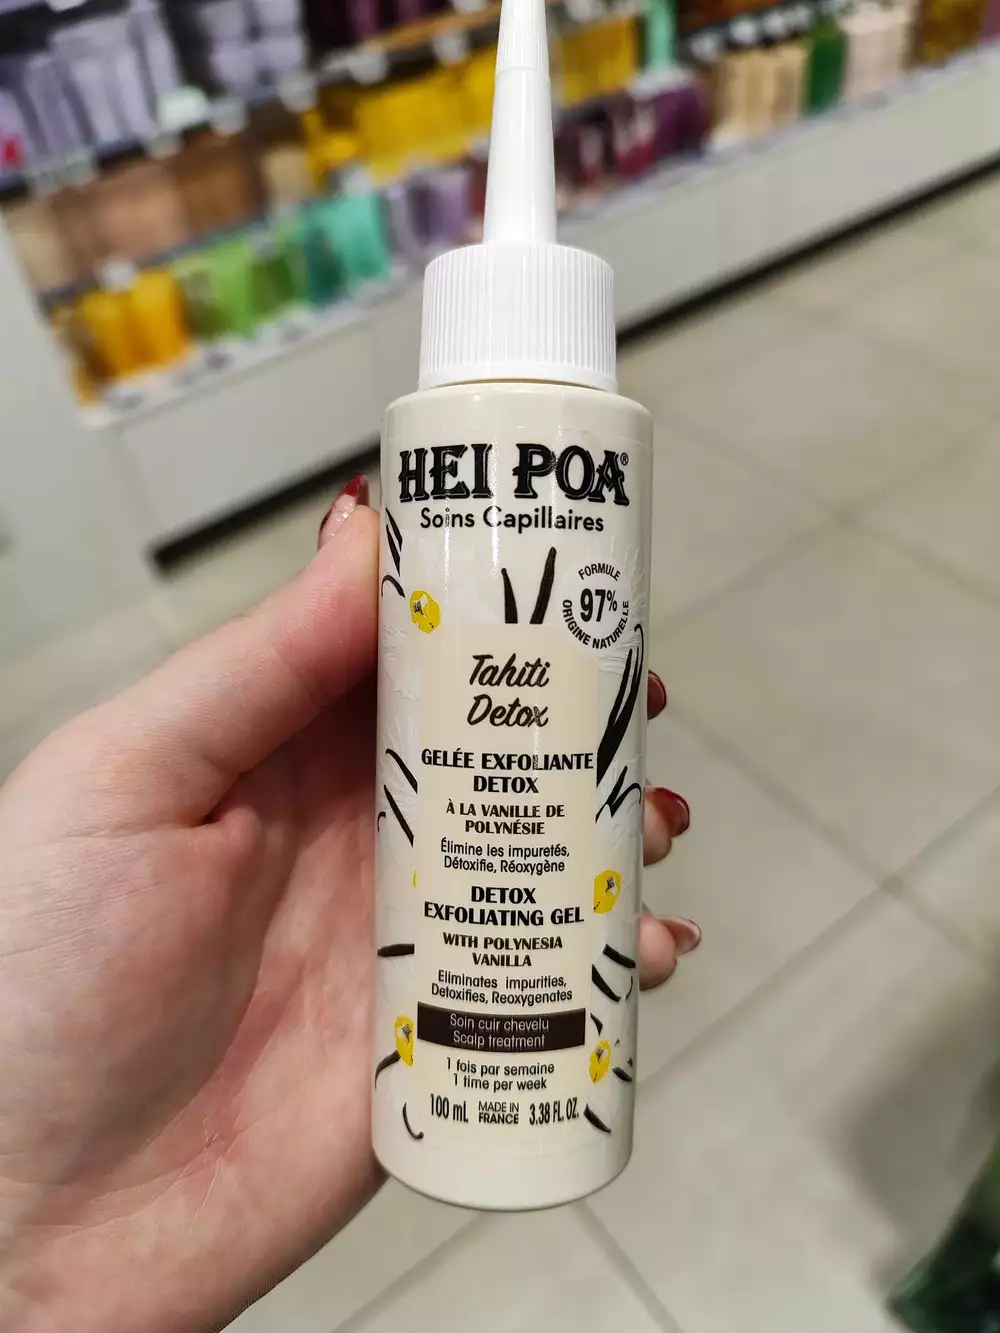 HEI POA®
Soins Capillaires
FORMULE
97%
ORIGINE NATURELLE
Tahiti
Detox
GELÉE EXFOLIANTE
DETOX
À LA VANILLE DE
POLYNÉSIE
Élimine les impuretés,
Détoxifie, Réoxygène
DETOX
EXFOLIATING GEL
WITH POLYNESIA
VANILLA
Eliminates impurities,
Detoxifies, Reoxygenates
Soin cuir chevelu
Scalp treatment
1 fois par semaine
1 time per week
100 mL MADE IN FRANCE 3.38 FL. OZ.